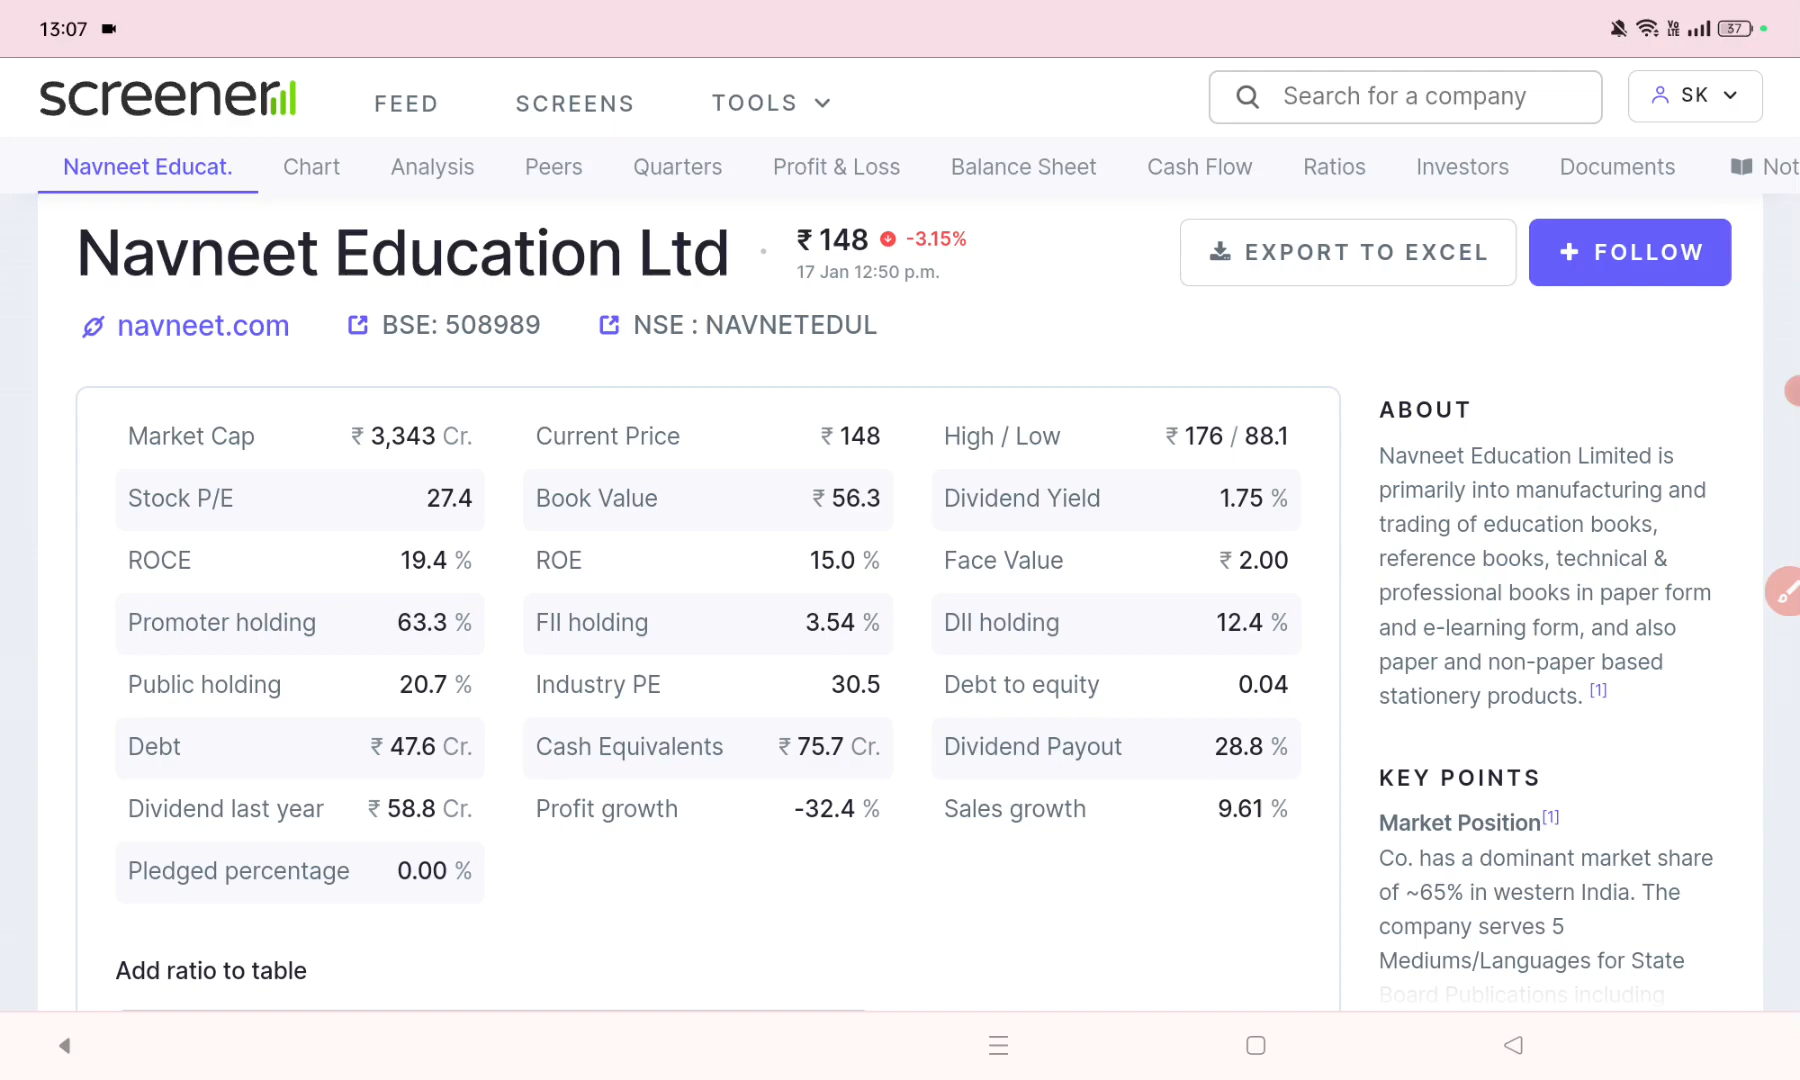 13:07
Vo LTE 37
screener
FEED SCREENS TOOLS
Search for a company
SK
Navneet Educat. Chart Analysis Peers Quarters Profit & Loss Balance Sheet Cash Flow Ratios Investors Documents Not
Navneet Education Ltd
₹ 148 -3.15%
17 Jan 12:50 p.m.
EXPORT TO EXCEL
+ FOLLOW
navneet.com BSE: 508989 NSE : NAVNETEDUL
Market Cap ₹ 3,343 Cr. Current Price ₹ 148 High / Low ₹ 176 / 88.1
Stock P/E 27.4 Book Value ₹ 56.3 Dividend Yield 1.75 %
ROCE 19.4 % ROE 15.0 % Face Value ₹ 2.00
Promoter holding 63.3 % FII holding 3.54 % DII holding 12.4 %
Public holding 20.7 % Industry PE 30.5 Debt to equity 0.04
Debt ₹ 47.6 Cr. Cash Equivalents ₹ 75.7 Cr. Dividend Payout 28.8 %
Dividend last year ₹ 58.8 Cr. Profit growth -32.4 % Sales growth 9.61 %
Pledged percentage 0.00 %
Add ratio to table
ABOUT
Navneet Education Limited is
primarily into manufacturing and
trading of education books,
reference books, technical &
professional books in paper form
and e-learning form, and also
paper and non-paper based
stationery products. [1]
KEY POINTS
Market Position[1]
Co. has a dominant market share
of ~65% in western India. The
company serves 5
Mediums/Languages for State
Board Publications including